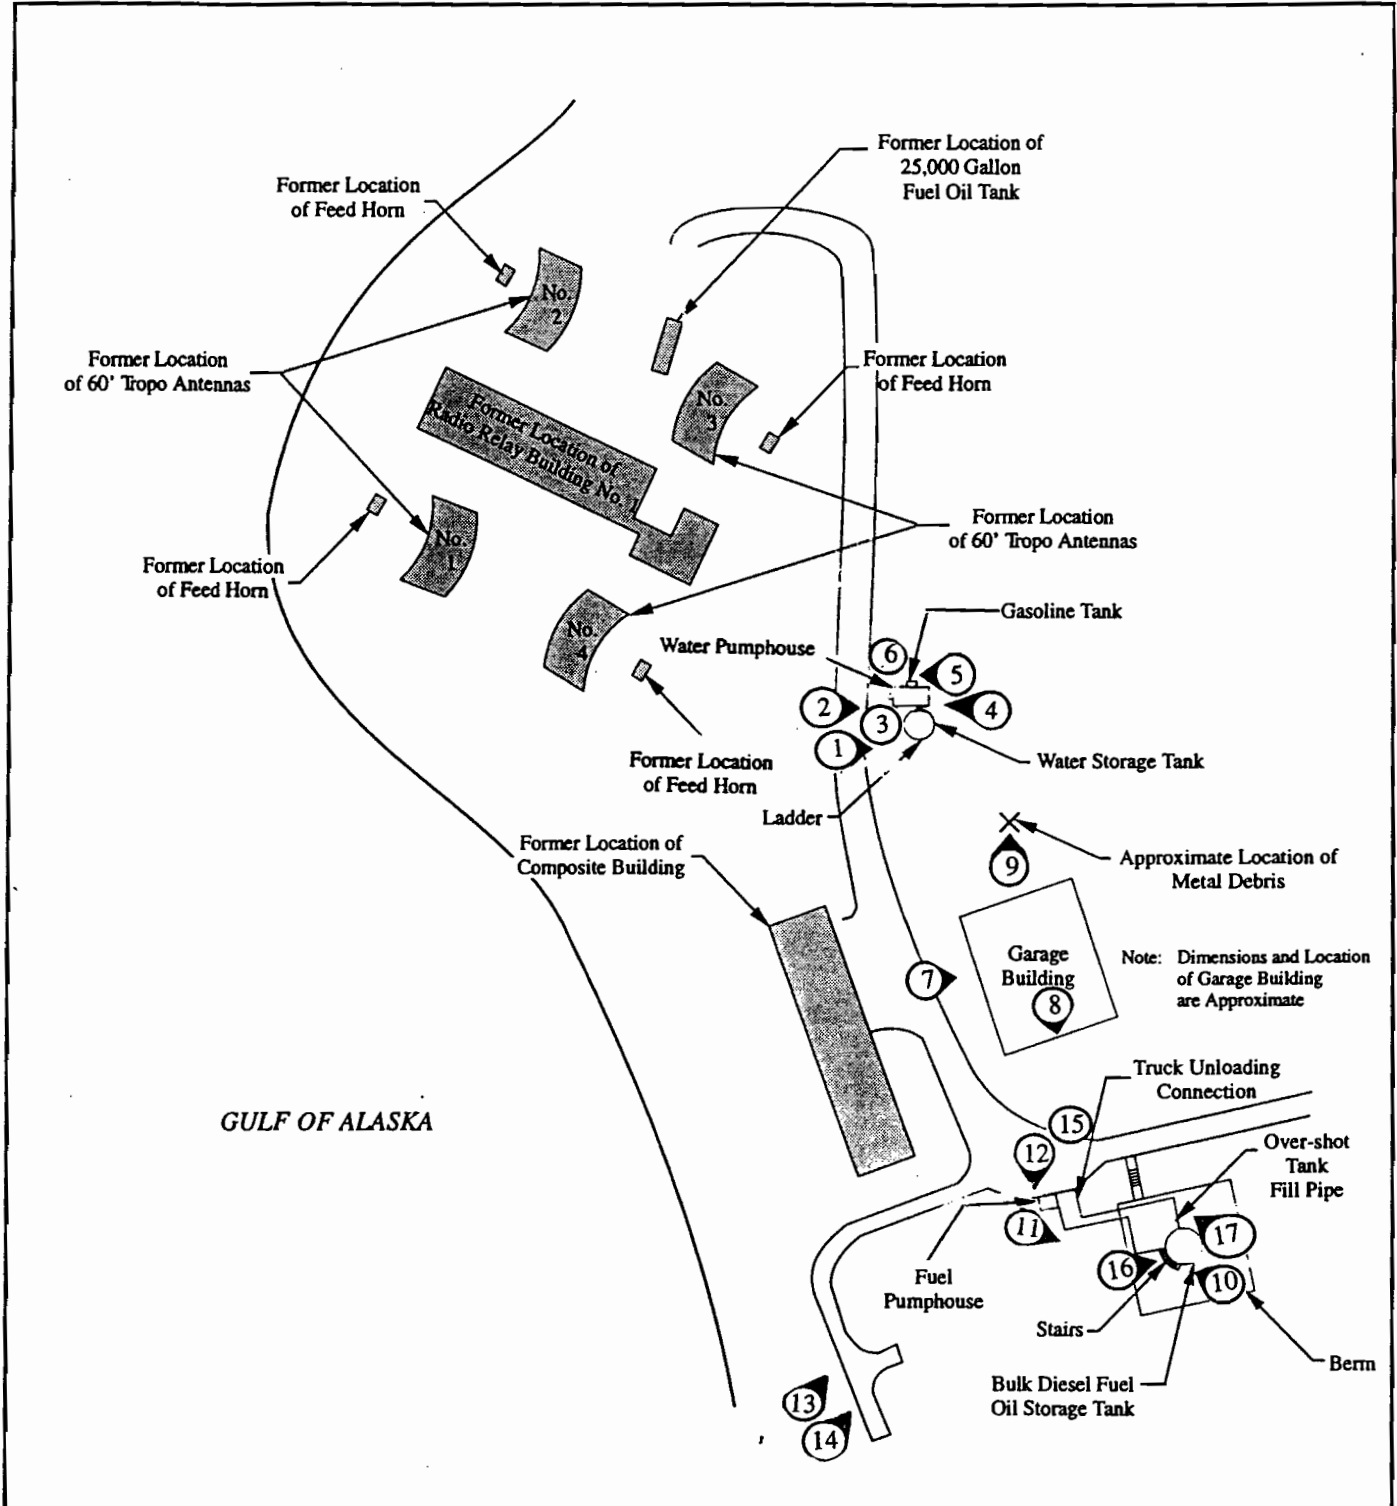 Former Location of
25,000 Gallon
Fuel Oil Tank
Former Location
of Feed Horn
No.
2
Former Location
of 60' Tropo Antennas
Former Location
of Feed Horn
No.
3
Former Location of
Radio Relay Building No. 1
Former Location
of 60' Tropo Antennas
No.
1
Former Location
of Feed Horn
Gasoline Tank
No.
4
Water Pumphouse
6
5
2
3
4
1
Former Location
of Feed Horn
Water Storage Tank
Ladder
Former Location of
Composite Building
9
Approximate Location of
Metal Debris
Garage
Building
Note: Dimensions and Location
of Garage Building
are Approximate
7
8
Truck Unloading
Connection
GULF OF ALASKA
15
12
Over-shot
Tank
Fill Pipe
11
17
16
10
Fuel
Pumphouse
Stairs
Berm
Bulk Diesel Fuel
Oil Storage Tank
13
14